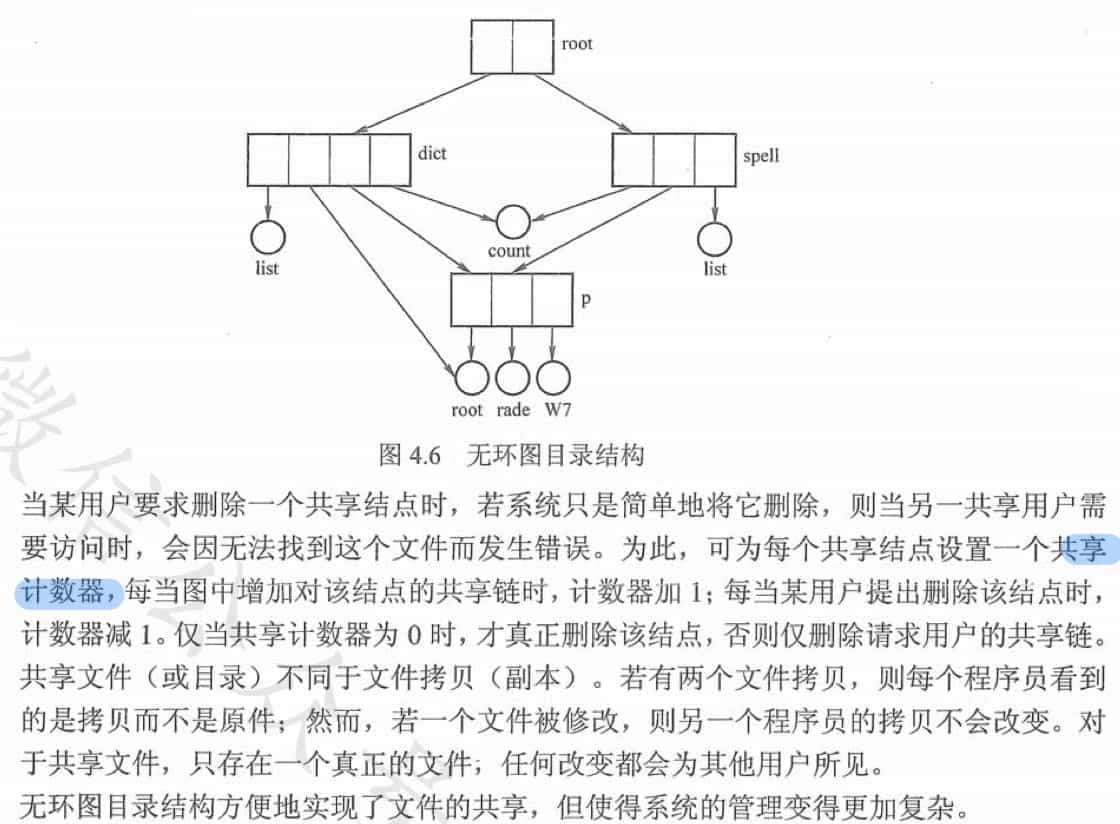 root
dict
spell
count
list
list
p
root rade W7
图 4.6 无环图目录结构
当某用户要求删除一个共享结点时，若系统只是简单地将它删除，则当另一共享用户需
要访问时，会因无法找到这个文件而发生错误。为此，可为每个共享结点设置一个共享
计数器，每当图中增加对该结点的共享链时，计数器加 1；每当某用户提出删除该结点时，
计数器减 1。仅当共享计数器为 0 时，才真正删除该结点，否则仅删除请求用户的共享链。
共享文件（或目录）不同于文件拷贝（副本）。若有两个文件拷贝，则每个程序员看到
的是拷贝而不是原件；然而，若一个文件被修改，则另一个程序员的拷贝不会改变。对
于共享文件，只存在一个真正的文件，任何改变都会为其他用户所见。
无环图目录结构方便地实现了文件的共享，但使得系统的管理变得更加复杂。
微信公众号